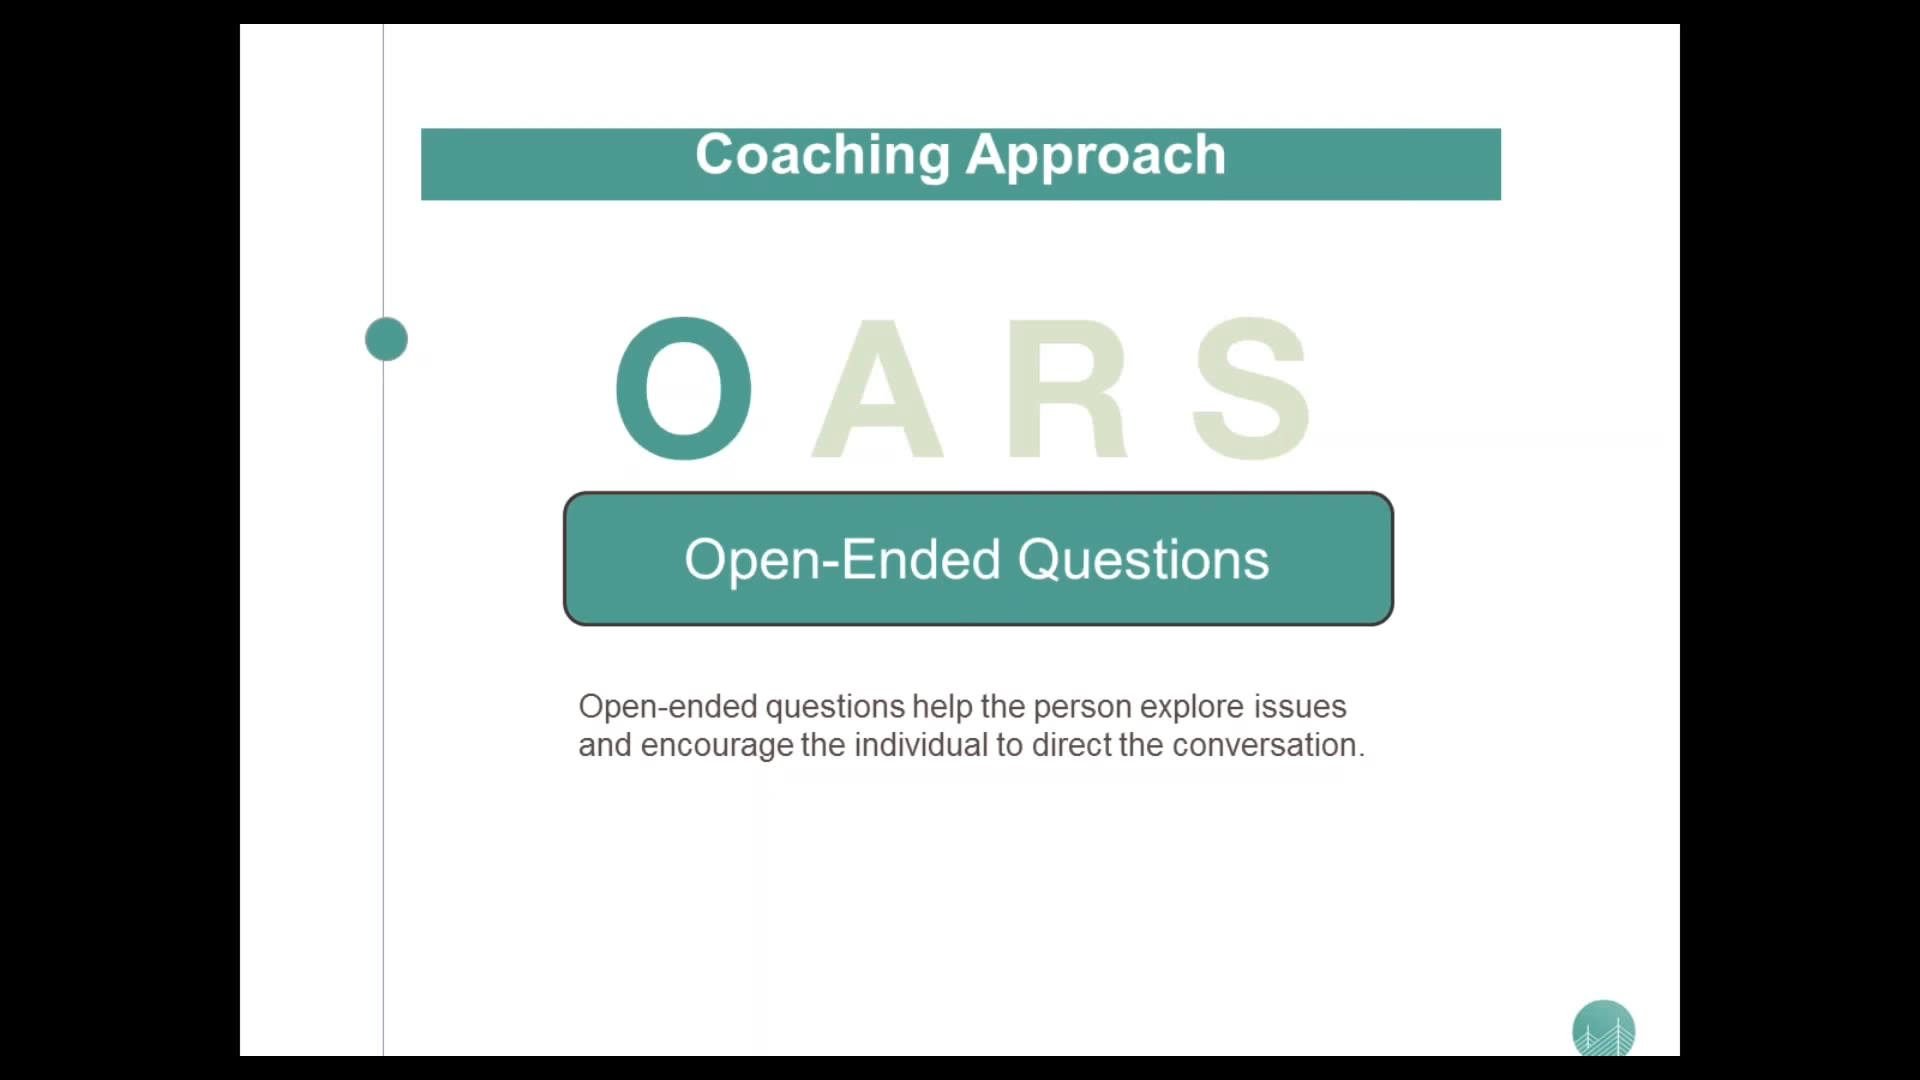 Coaching Approach
O A R S
Open-Ended Questions
Open-ended questions help the person explore issues
and encourage the individual to direct the conversation.